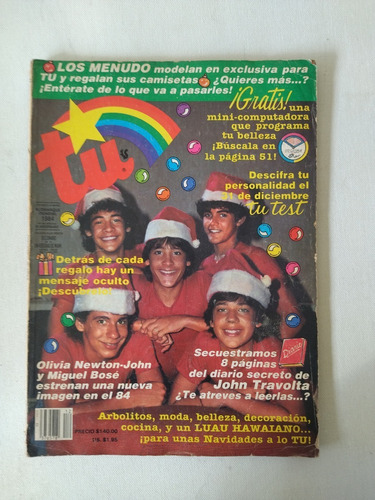 LOS MENUDO modelan en exclusiva para
TU y regalan sus camisetas ¿Quieres más...?
¡Entérate de lo que va a pasarles!
¡Gratis! una
mini-computadora
que programa
tu belleza
¡Búscala en
la página 51!
tu
Descifra tu
personalidad el
31 de diciembre
tu test
Detrás de cada
regalo hay un
mensaje oculto
¡Descúbrelo!
Olivia Newton-John
y Miguel Bosé
estrenan una nueva
imagen en el 84
Secuestramos
8 páginas
del diario secreto de
John Travolta
¿Te atreves a leerlas...?
Diario
Arbolitos, moda, belleza, decoración,
cocina, y un LUAU HAWAIANO...
¡para unas Navidades a lo TU!
PRECIO $140.00